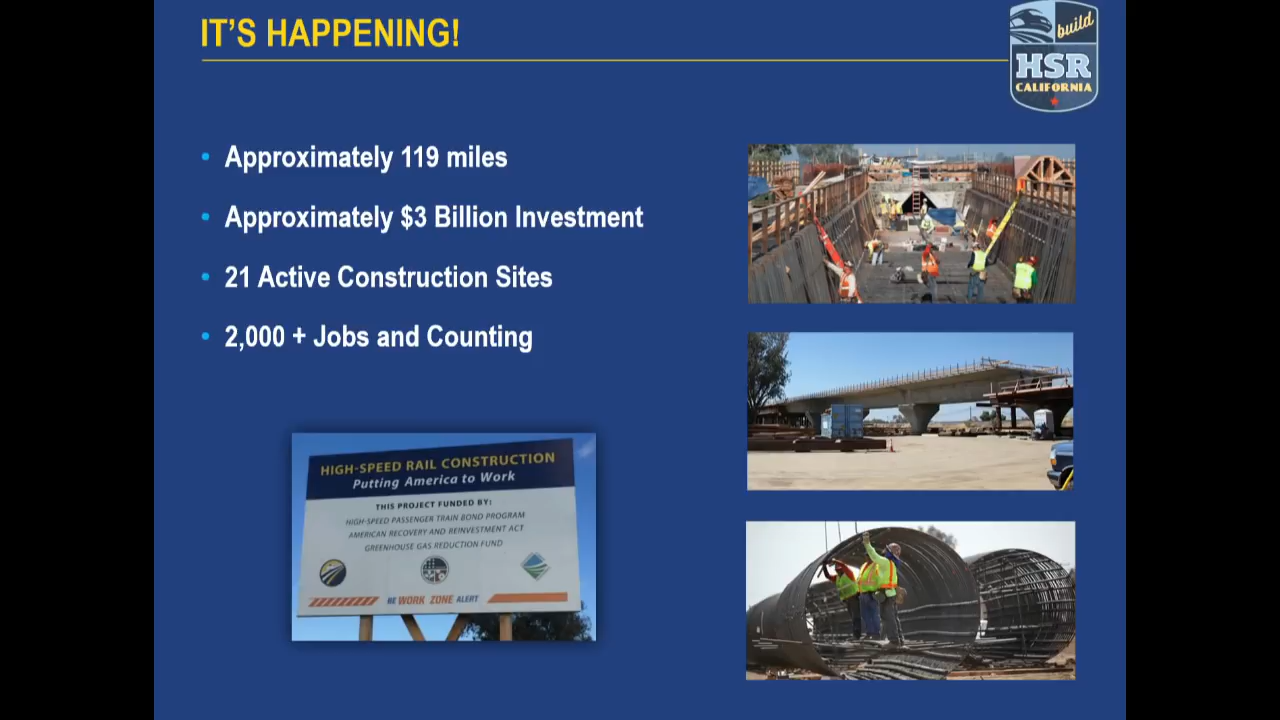 IT'S HAPPENING!
build
HSR
CALIFORNIA
• Approximately 119 miles
• Approximately $3 Billion Investment
• 21 Active Construction Sites
• 2,000 + Jobs and Counting
HIGH-SPEED RAIL CONSTRUCTION
Putting America to Work
THIS PROJECT FUNDED BY:
HIGH-SPEED PASSENGER TRAIN BOND PROGRAM
AMERICAN RECOVERY AND REINVESTMENT ACT
GREENHOUSE GAS REDUCTION FUND
BE WORK ZONE ALERT